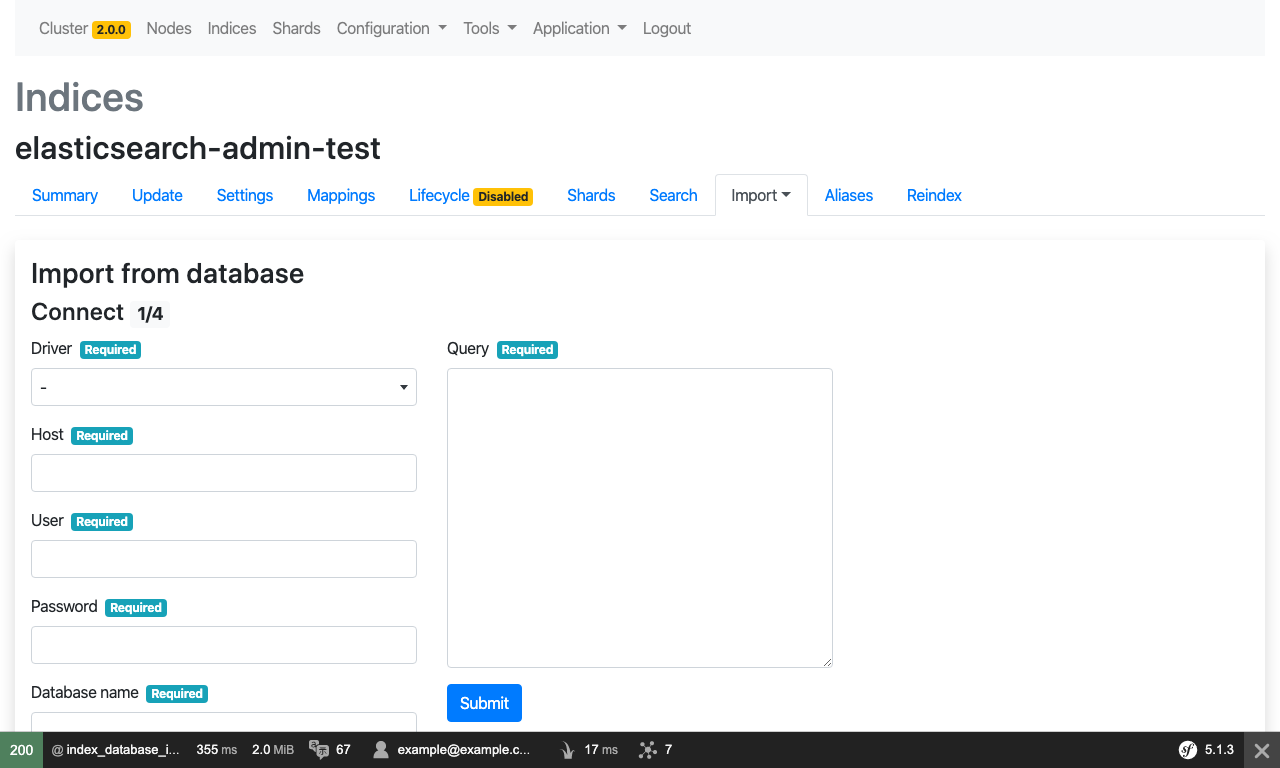 Cluster 2.0.0 Nodes Indices Shards Configuration Tools Application Logout
Indices
elasticsearch-admin-test
Summary Update Settings Mappings Lifecycle Disabled Shards Search Import Aliases Reindex
Import from database
Connect 1/4
Driver Required
-
Host Required
User Required
Password Required
Database name Required
Query Required
Submit
200 @ index_database_i... 355 ms 2.0 MiB 67 example@example.c... 17 ms 7 sf 5.1.3